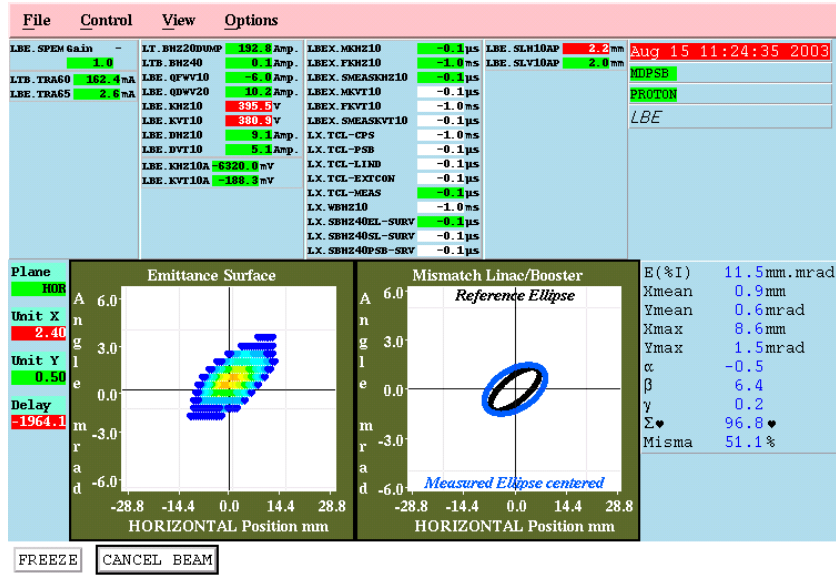 File Control View Options
LBE.SPEM Gain -
1.0
LTB.TRA60 162.4 mA
LBE.TRA65 2.6 mA
LT.BHZ20DUMP 192.8 Amp.
LTB.BHZ40 0.1 Amp.
LBE.QFWV10 -6.0 Amp.
LBE.QDWV20 10.2 Amp.
LBE.KHZ10 395.5 V
LBE.KVT10 380.9 V
LBE.DHZ10 9.1 Amp.
LBE.DVT10 5.1 Amp.
LBE.KHZ10A -6320.0 mV
LBE.KVT10A -188.3 mV
LBEX.MKHZ10 -0.1 µs
LBEX.FKHZ10 -1.0 ms
LBEX.SMEASKHZ10 -0.1 µs
LBEX.MKVT10 -0.1 µs
LBEX.FKVT10 -1.0 ms
LBEX.SMEASKVT10 -0.1 µs
LX.TCL-CPS -0.1 ms
LX.TCL-PSB -0.1 µs
LX.TCL-LIND -0.1 µs
LX.TCL-EXTCON -0.1 µs
LX.TCL-MEAS -0.1 µs
LX.WBHZ10 -1.0 ms
LX.SBHZ40EL-SURV -0.1 µs
LX.SBHZ40SL-SURV -0.1 µs
LX.SBHZ40PSB-SRV -0.1 µs
LBE.SLH10AP 2.2 mm
LBE.SLV10AP 2.0 mm
Aug 15 11:24:35 2003
MDPSB
PROTON
LBE
Plane
HOR
Unit X
2.40
Unit Y
0.50
Delay
-1964.1
Emittance Surface
Angle mrad
6.0
3.0
0.0
-3.0
-6.0
-28.8 -14.4 0.0 14.4 28.8
HORIZONTAL Position mm
Mismatch Linac/Booster
Angle mrad
Reference Ellipse
6.0
3.0
0.0
-3.0
-6.0
Measured Ellipse centered
-28.8 -14.4 0.0 14.4 28.8
HORIZONTAL Position mm
E(%I) 11.5 mm.mrad
Xmean 0.9 mm
Ymean 0.6 mrad
Xmax 8.6 mm
Ymax 1.5 mrad
α -0.5
β 6.4
γ 0.2
Σ♥ 96.8 ♥
Misma 51.1 %
FREEZE CANCEL BEAM